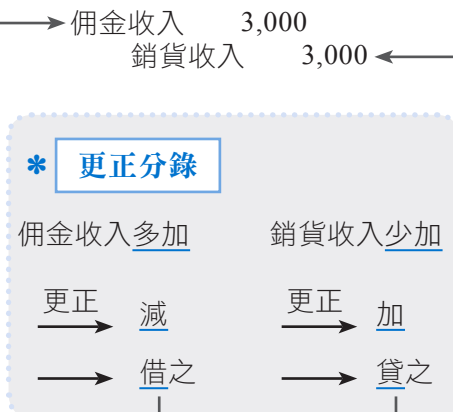 佣金收入 3,000
銷貨收入 3,000
* 更正分錄
佣金收入多加 銷貨收入少加
更正 減 更正 加
借之 貸之